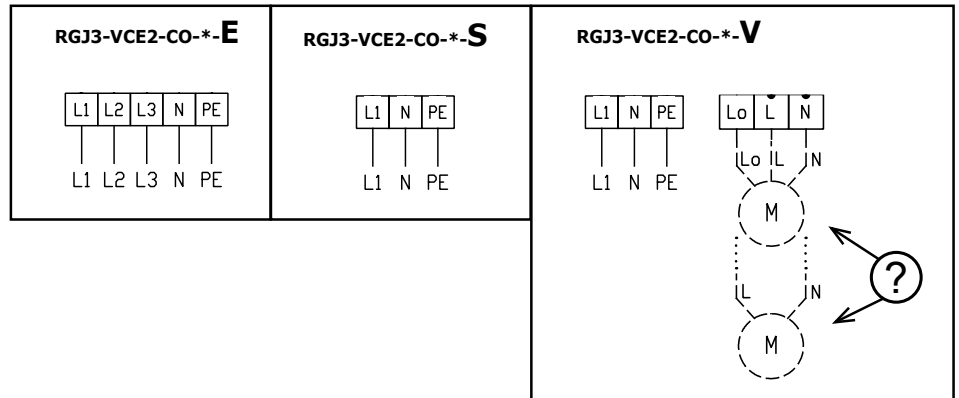 RGJ3-VCE2-CO-*-E
L1 L2 L3 N PE
L1 L2 L3 N PE
RGJ3-VCE2-CO-*-S
L1 N PE
L1 N PE
RGJ3-VCE2-CO-*-V
L1 N PE
L1 N PE
Lo L N
Lo L N
M
?
L N
M